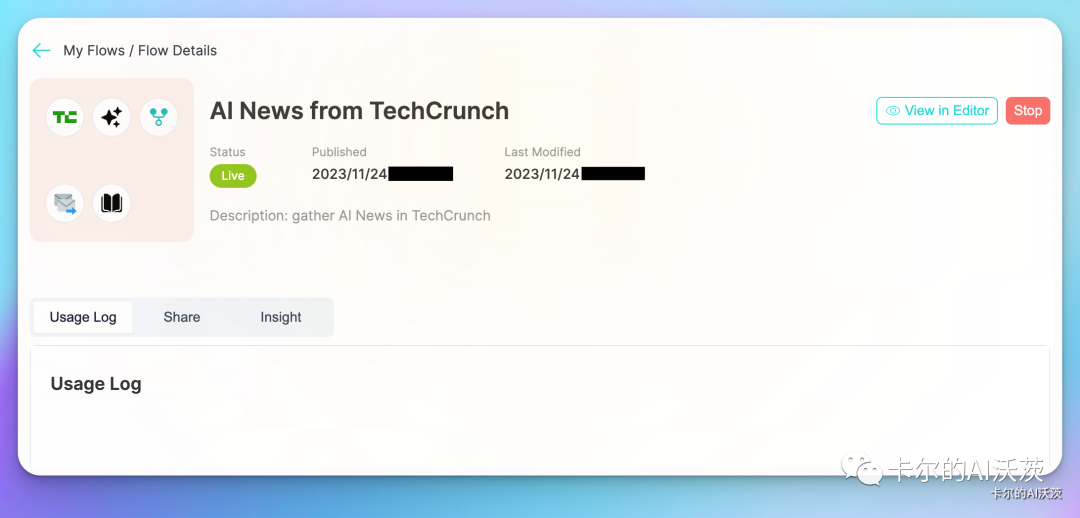 My Flows / Flow Details
TC
AI News from TechCrunch
View in Editor
Stop
Status
Published
Last Modified
Live
2023/11/24
2023/11/24
Description: gather AI News in TechCrunch
Usage Log
Share
Insight
Usage Log
卡尔的AI沃茨
卡尔的AI沃茨